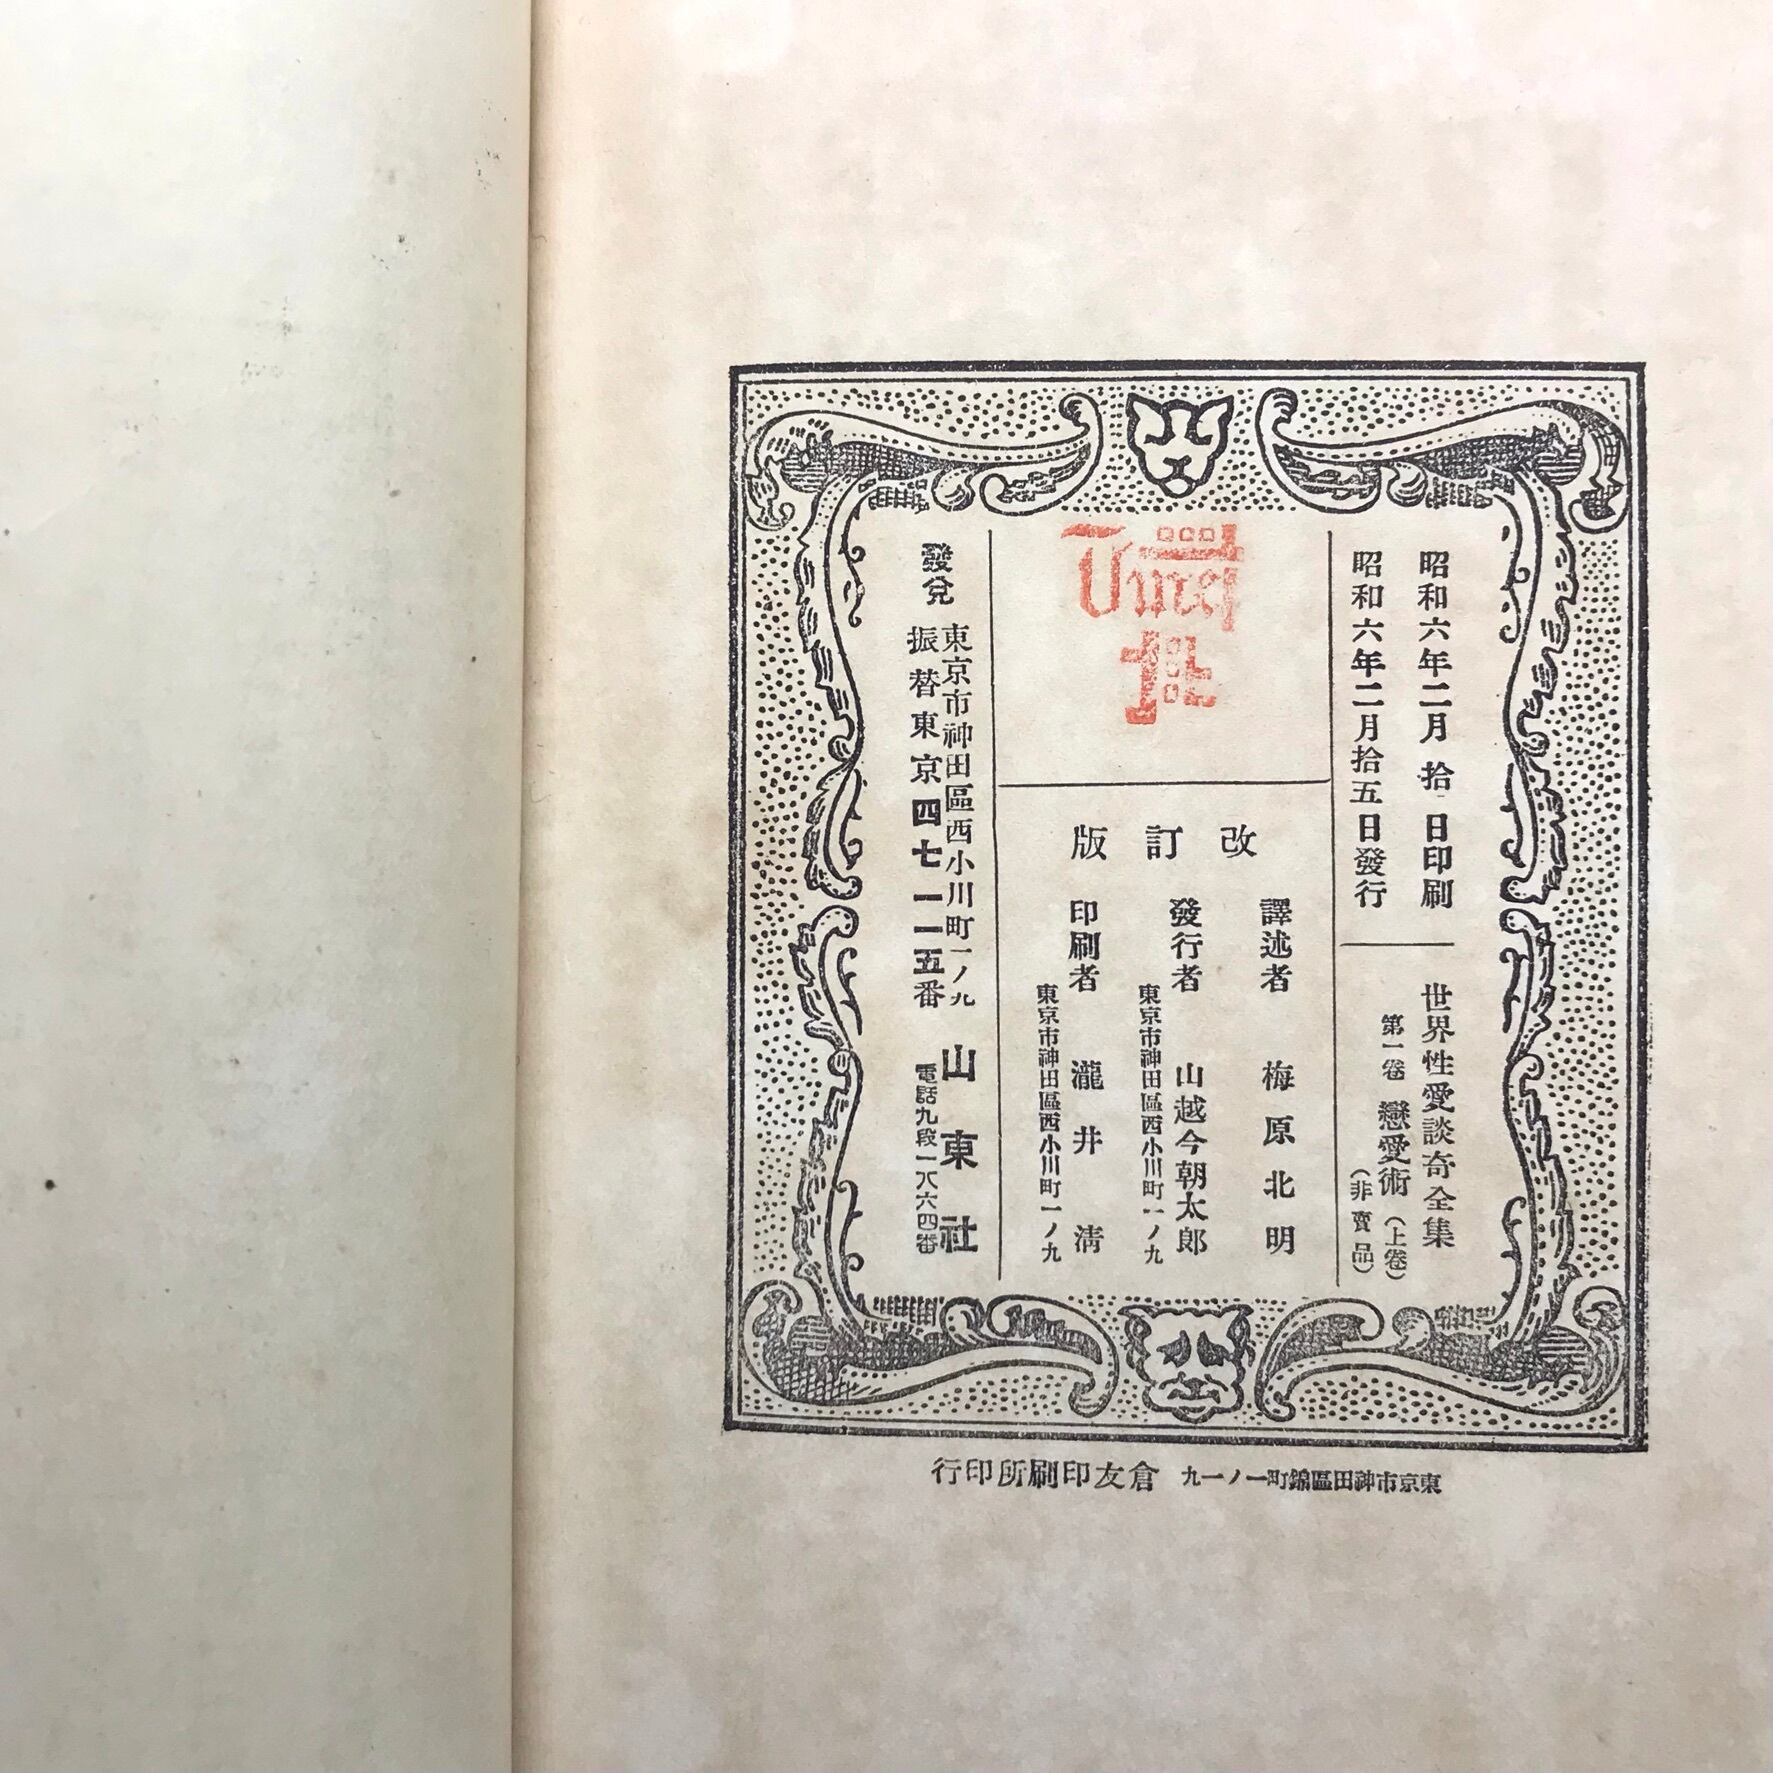 昭和六年二月 拾 日印刷
昭和六年二月拾五日發行
世界性愛談奇全集
第一卷 戀愛術(上卷)
(非賣品)
改訂版
譯述者 梅原北明
發行者 山越今朝太郎
東京市神田區西小川町一ノ九
印刷者 瀧井淸
東京市神田區西小川町一ノ九
發兌
東京市神田區西小川町一ノ九
振替東京四七一一五番
山東社
電話九段一八六四番
東京市神田區錦町一ノ一九 倉友印刷所印行